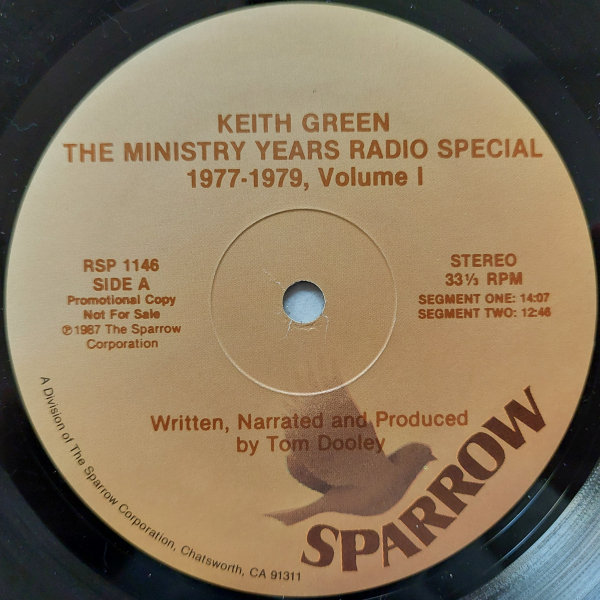 KEITH GREEN
THE MINISTRY YEARS RADIO SPECIAL
1977-1979, Volume I
RSP 1146
SIDE A
Promotional Copy
Not For Sale
℗1987 The Sparrow
Corporation
STEREO
33⅓ RPM
SEGMENT ONE: 14:07
SEGMENT TWO: 12:46
Written, Narrated and Produced
by Tom Dooley
SPARROW
A Division of The Sparrow Corporation, Chatsworth, CA 91311